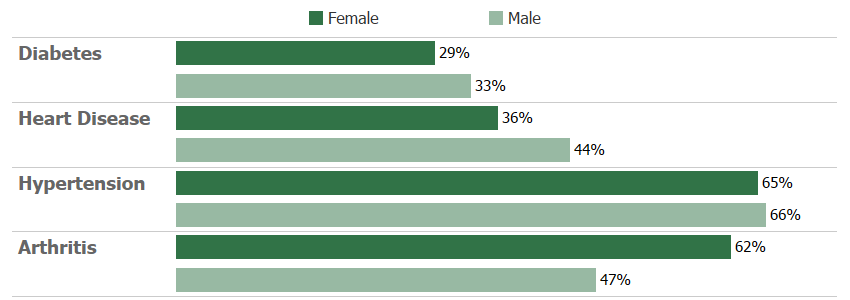 Female Male
Diabetes 29%
33%
Heart Disease 36%
44%
Hypertension 65%
66%
Arthritis 62%
47%